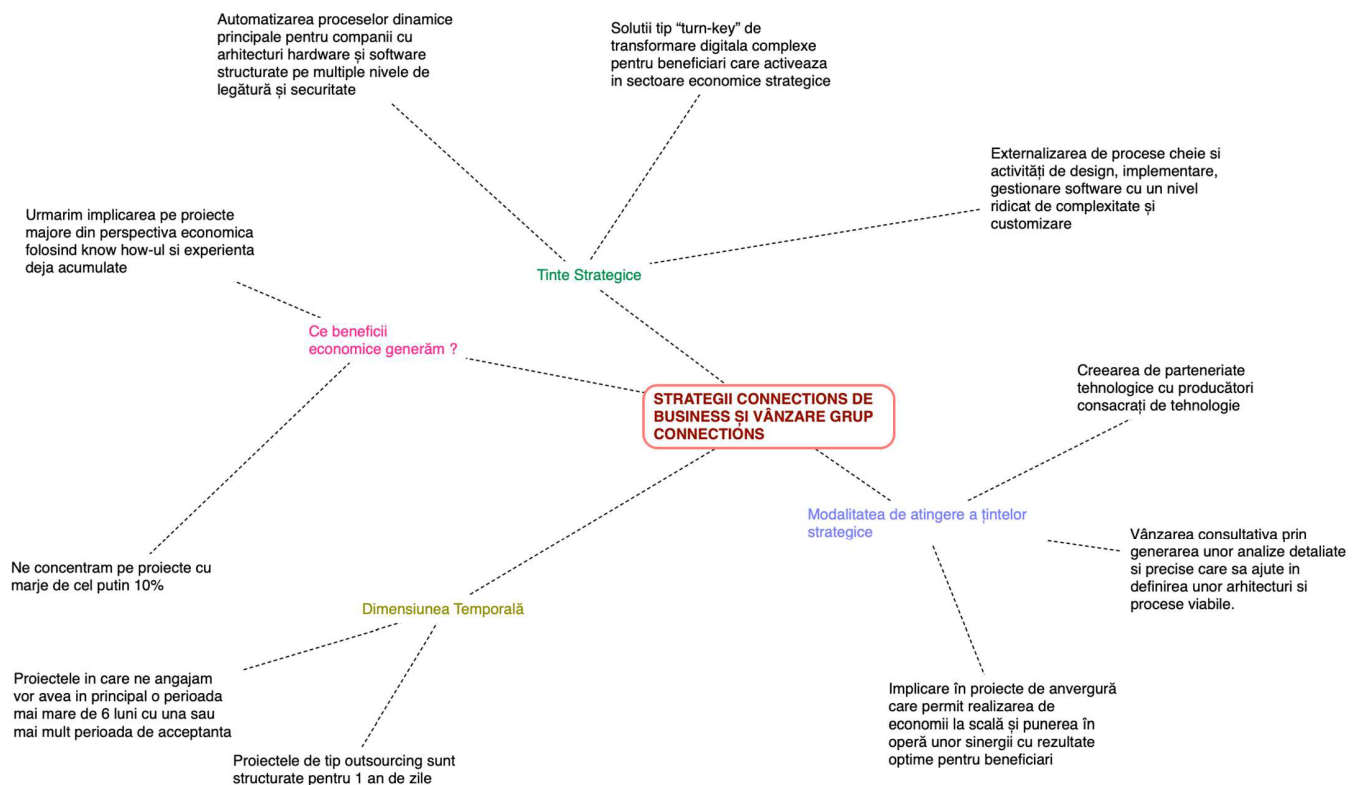 Automatizarea proceselor dinamice
principale pentru companii cu
arhitecturi hardware și software
structurate pe multiple nivele de
legătură și securitate
Solutii tip “turn-key” de
transformare digitala complexe
pentru beneficiari care activeaza
in sectoare economice strategice
Externalizarea de procese cheie si
activități de design, implementare,
gestionare software cu un nivel
ridicat de complexitate și
customizare
Urmarim implicarea pe proiecte
majore din perspectiva economica
folosind know how-ul si experienta
deja acumulate
Tinte Strategice
Ce beneficii
economice generăm ?
STRATEGII CONNECTIONS DE
BUSINESS ȘI VÂNZARE GRUP
CONNECTIONS
Creearea de parteneriate
tehnologice cu producători
consacrați de tehnologie
Modalitatea de atingere a țintelor
strategice
Vânzarea consultativa prin
generarea unor analize detaliate
si precise care sa ajute in
definirea unor arhitecturi si
procese viabile.
Ne concentram pe proiecte cu
marje de cel putin 10%
Dimensiunea Temporală
Proiectele in care ne angajam
vor avea in principal o perioada
mai mare de 6 luni cu una sau
mai mult perioada de acceptanta
Proiectele de tip outsourcing sunt
structurate pentru 1 an de zile
Implicare în proiecte de anvergură
care permit realizarea de
economii la scală și punerea în
operă unor sinergii cu rezultate
optime pentru beneficiari